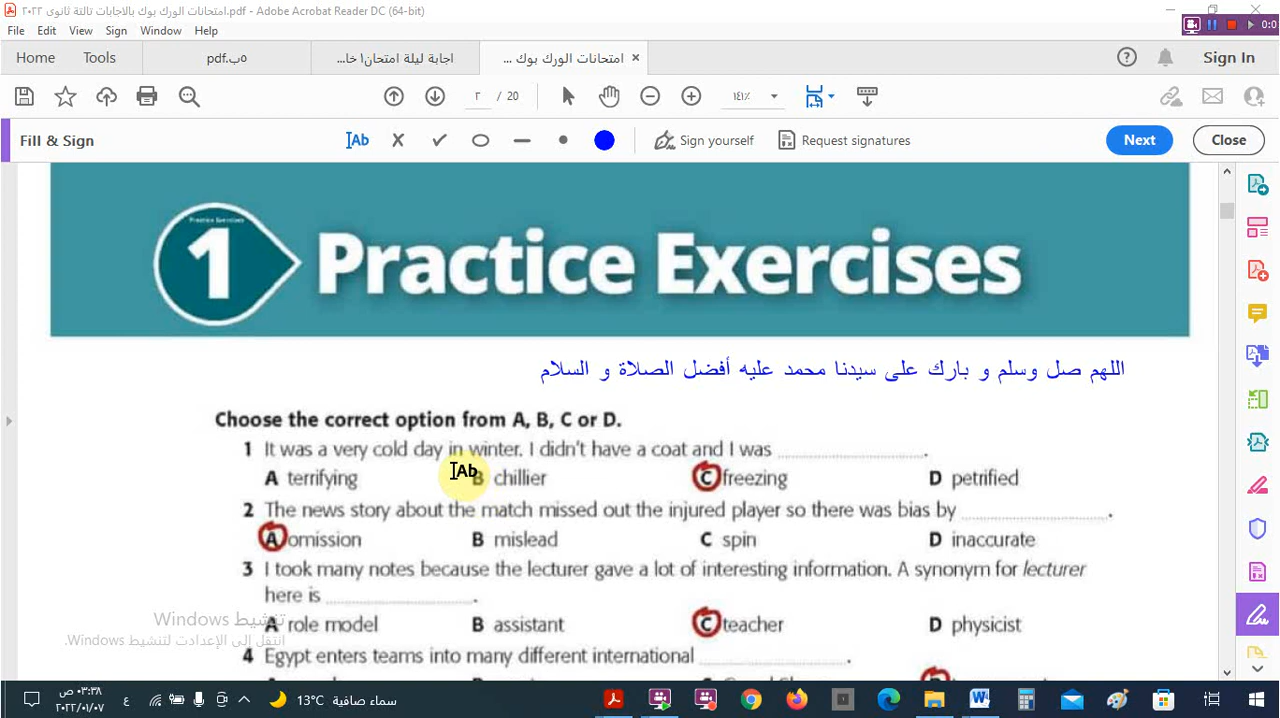 امتحانات الورك بوك بالاجابات تالتة ثانوى ٢٠٢٢.pdf - Adobe Acrobat Reader DC (64-bit)
0:0
File Edit View Sign Window Help
Home Tools ٥ب.pdf اجابة ليلة امتحان١ خا... امتحانات الورك بوك ... × Sign In
٢ / 20 ١٤١٪
Fill & Sign Ab Sign yourself Request signatures Next Close
Practice Exercises
1 Practice Exercises
اللهم صل وسلم و بارك على سيدنا محمد عليه أفضل الصلاة و السلام
Choose the correct option from A, B, C or D.
1 It was a very cold day in winter. I didn't have a coat and I was ........................ .
Ab
A terrifying B chillier C freezing D petrified
2 The news story about the match missed out the injured player so there was bias by ........................ .
A omission B mislead C spin D inaccurate
3 I took many notes because the lecturer gave a lot of interesting information. A synonym for lecturer
here is ........................ .
A role model B assistant C teacher D physicist
4 Egypt enters teams into many different international ........................ .
تنشيط Windows
انتقل إلى الإعدادت لتنشيط Windows.
٠٣:٣٨ ص
٢٠٢٢/٠١/٠٧
ع
13°C سماء صافية